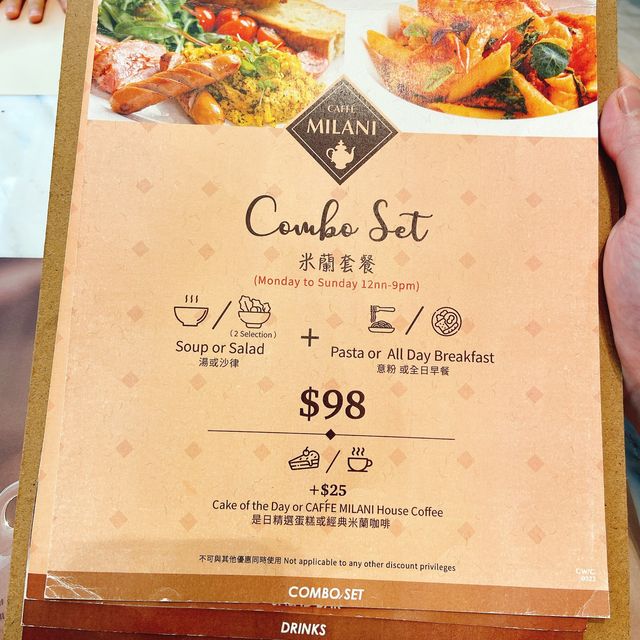 CAFFÈ
MILANI
Combo Set
米蘭套餐
(Monday to Sunday 12nn-9pm)
(2 Selection)
Soup or Salad
湯或沙律
+
Pasta or All Day Breakfast
意粉 或全日早餐
$98
+$25
Cake of the Day or CAFFE MILANI House Coffee
是日精選蛋糕或經典米蘭咖啡
不可與其他優惠同時使用 Not applicable to any other discount privileges
GWC
0323
COMBO SET
DRINKS